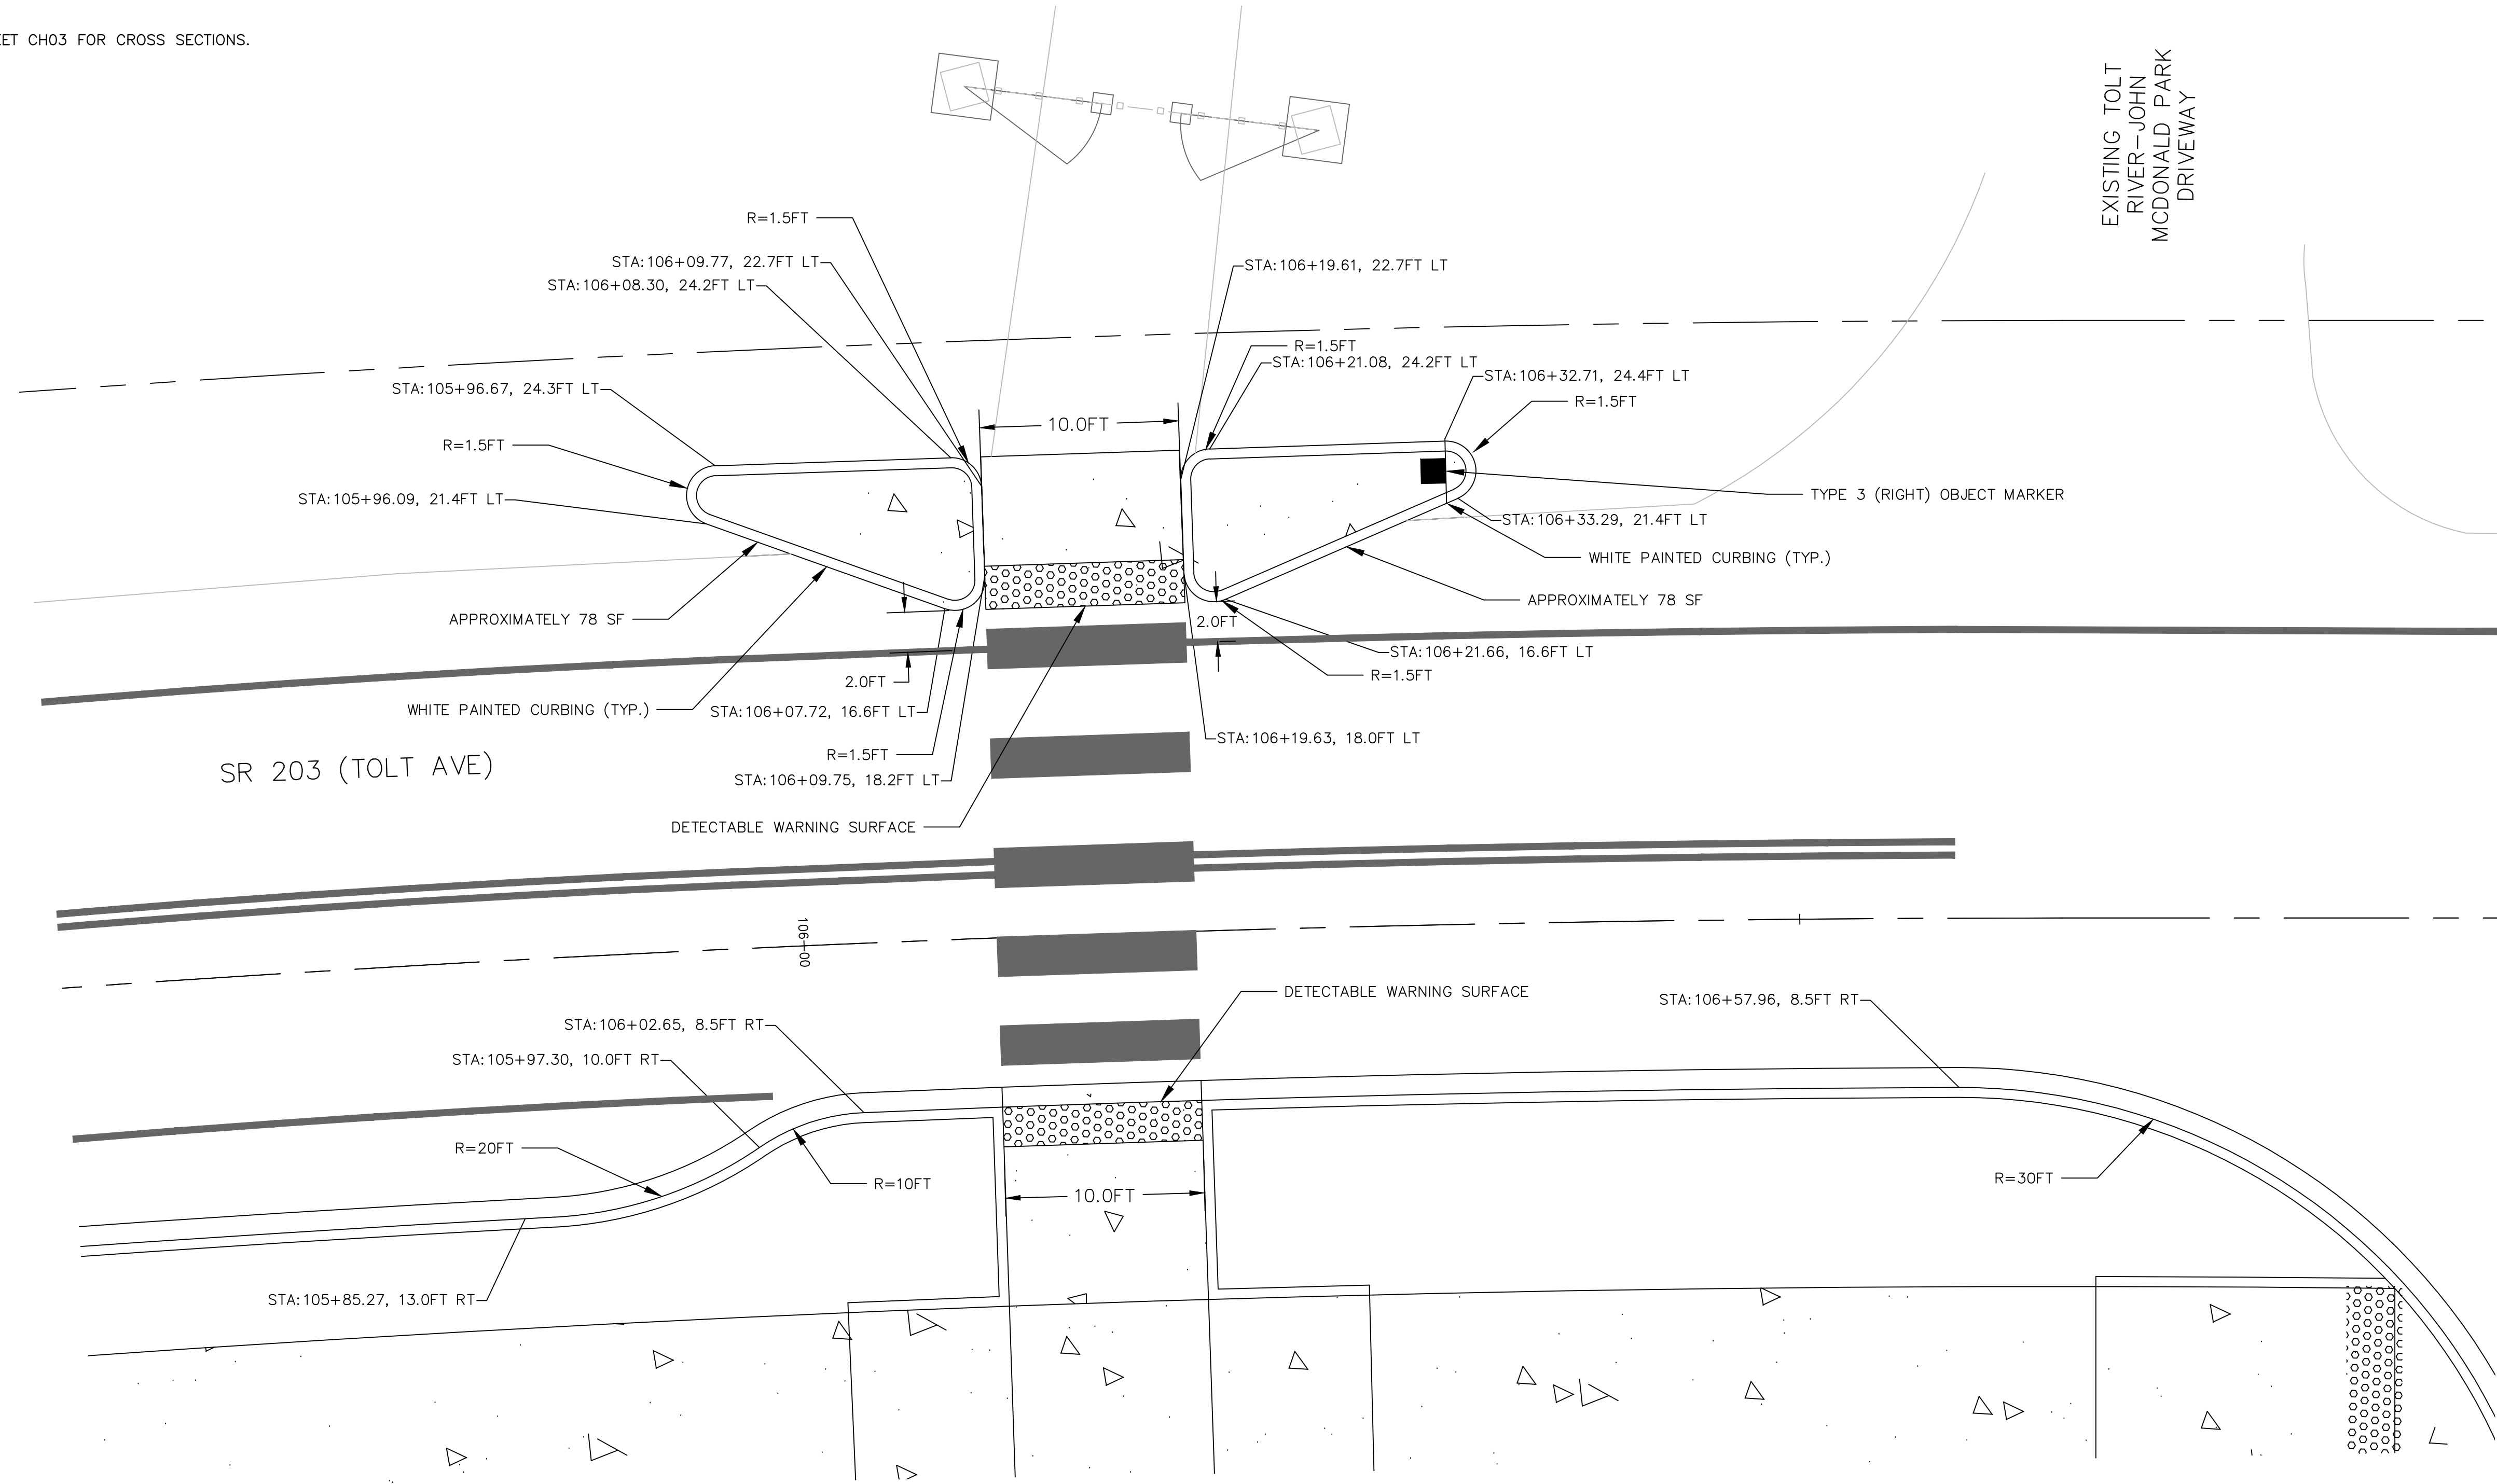 ET CH03 FOR CROSS SECTIONS.
EXISTING TOLT
RIVER-JOHN
MCDONALD PARK
DRIVEWAY
R=1.5FT
STA:106+09.77, 22.7FT LT
STA:106+08.30, 24.2FT LT
STA:106+19.61, 22.7FT LT
R=1.5FT
STA:106+21.08, 24.2FT LT
STA:106+32.71, 24.4FT LT
STA:105+96.67, 24.3FT LT
R=1.5FT
10.0FT
R=1.5FT
STA:105+96.09, 21.4FT LT
TYPE 3 (RIGHT) OBJECT MARKER
STA:106+33.29, 21.4FT LT
WHITE PAINTED CURBING (TYP.)
APPROXIMATELY 78 SF
APPROXIMATELY 78 SF
2.0FT
STA:106+21.66, 16.6FT LT
R=1.5FT
2.0FT
WHITE PAINTED CURBING (TYP.)
STA:106+07.72, 16.6FT LT
STA:106+19.63, 18.0FT LT
R=1.5FT
SR 203 (TOLT AVE)
STA:106+09.75, 18.2FT LT
DETECTABLE WARNING SURFACE
106+00
DETECTABLE WARNING SURFACE
STA:106+57.96, 8.5FT RT
STA:106+02.65, 8.5FT RT
STA:105+97.30, 10.0FT RT
R=20FT
R=10FT
10.0FT
R=30FT
STA:105+85.27, 13.0FT RT